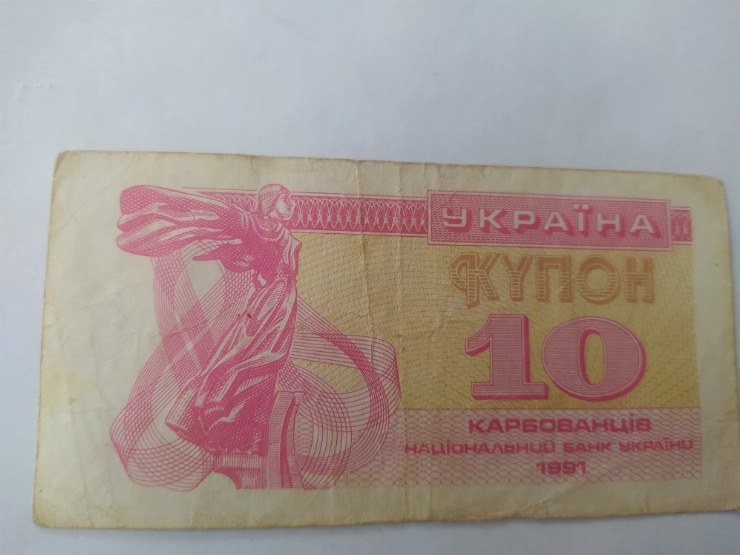 УКРАЇНА
КУПОН
10
КАРБОВАНЦІВ
НАЦІОНАЛЬНИЙ БАНК УКРАЇНИ
1991